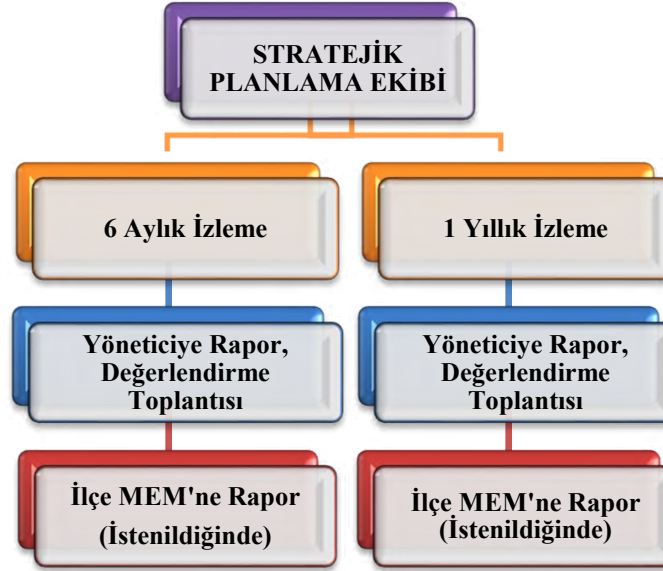 STRATEJİK
PLANLAMA EKİBİ
6 Aylık İzleme
1 Yıllık İzleme
Yöneticiye Rapor,
Değerlendirme
Toplantısı
Yöneticiye Rapor,
Değerlendirme
Toplantısı
İlçe MEM'ne Rapor
(İstenildiğinde)
İlçe MEM'ne Rapor
(İstenildiğinde)